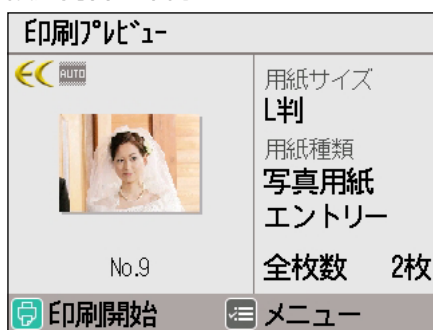 印刷ﾌﾟﾚﾋﾞｭｰ
AUTO
用紙サイズ
L判
用紙種類
写真用紙
エントリー
No.9
全枚数 2枚
印刷開始
メニュー